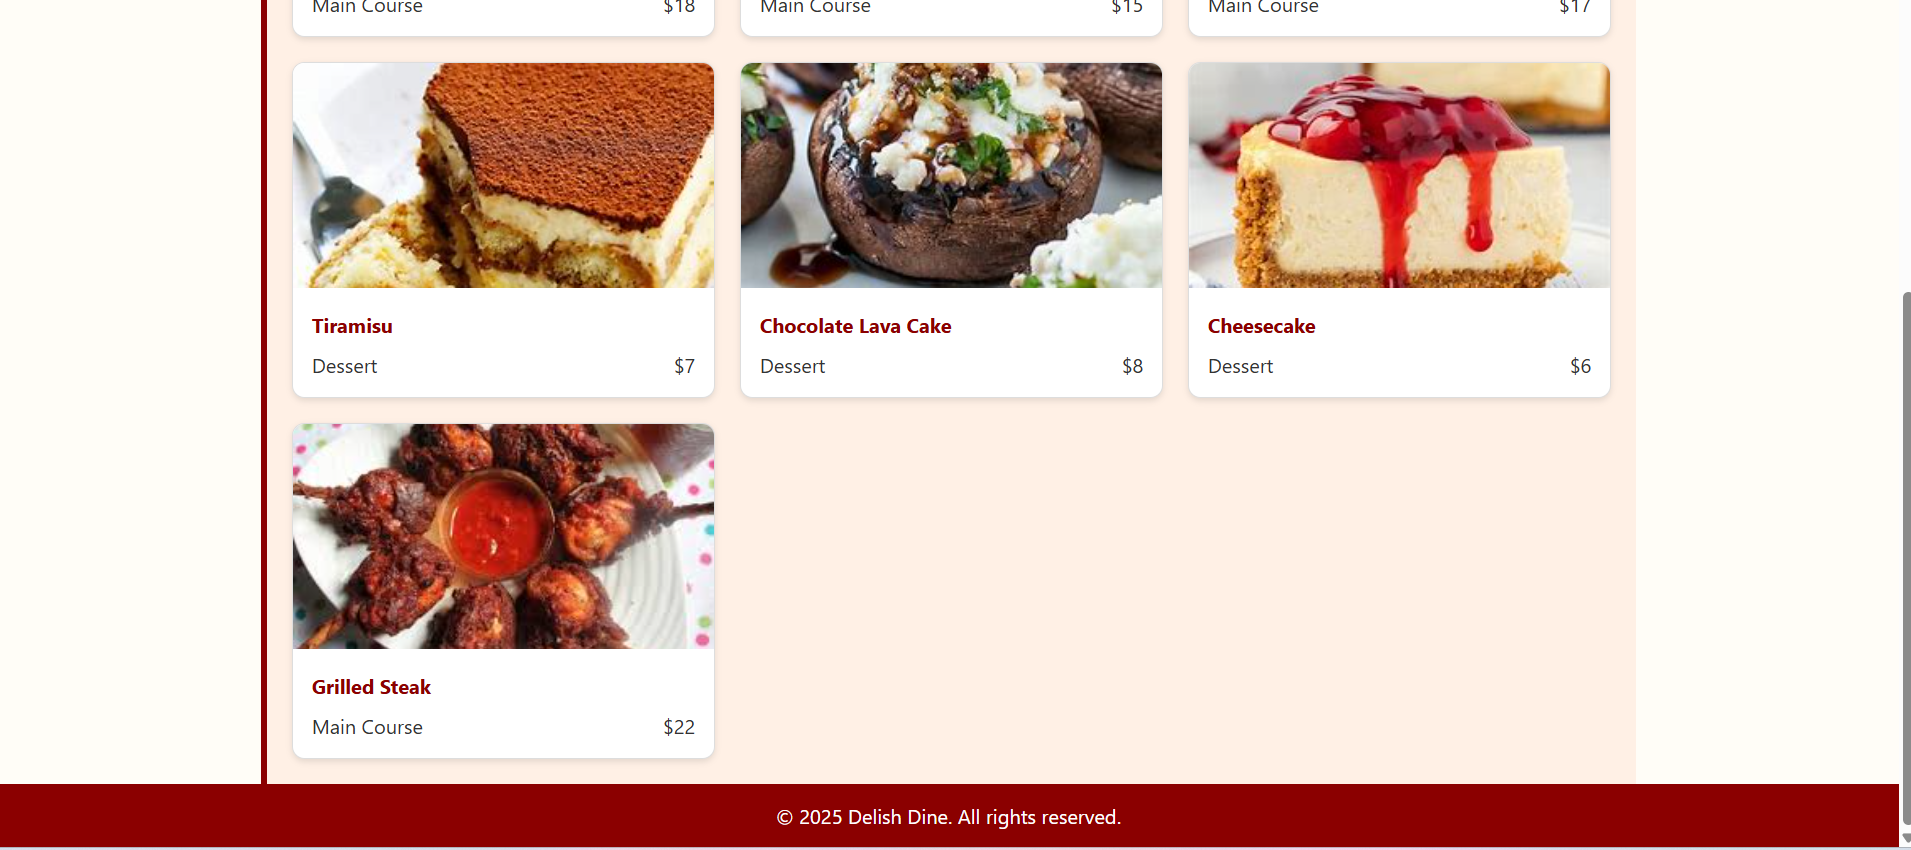 Main Course $18
Main Course $15
Main Course $17
Tiramisu
Dessert $7
Chocolate Lava Cake
Dessert $8
Cheesecake
Dessert $6
Grilled Steak
Main Course $22
© 2025 Delish Dine. All rights reserved.